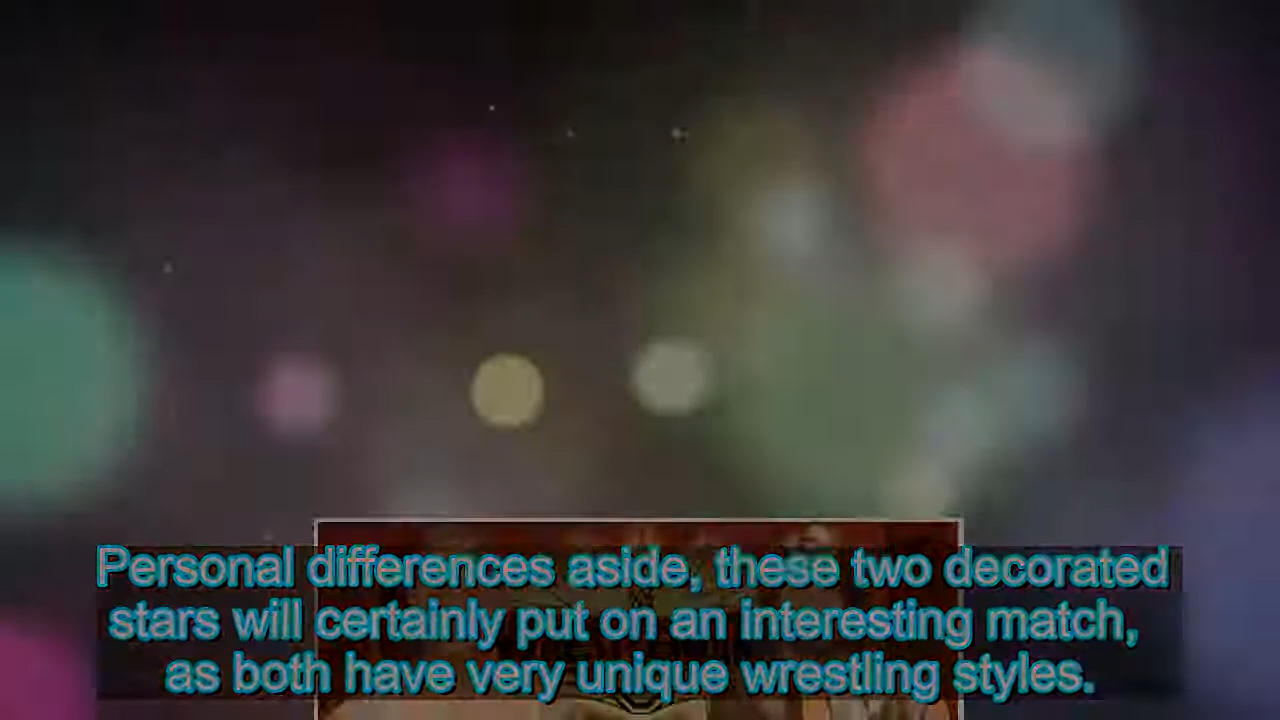 Personal differences aside, these two decorated
stars will certainly put on an interesting match,
as both have very unique wrestling styles.